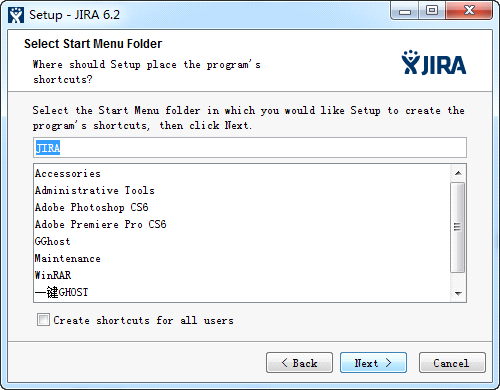 Setup - JIRA 6.2
Select Start Menu Folder
Where should Setup place the program's
shortcuts?
JIRA
Select the Start Menu folder in which you would like Setup to create the
program's shortcuts, then click Next.
JIRA
Accessories
Administrative Tools
Adobe Photoshop CS6
Adobe Premiere Pro CS6
GGhost
Maintenance
WinRAR
一键GHOST
Create shortcuts for all users
< Back
Next >
Cancel